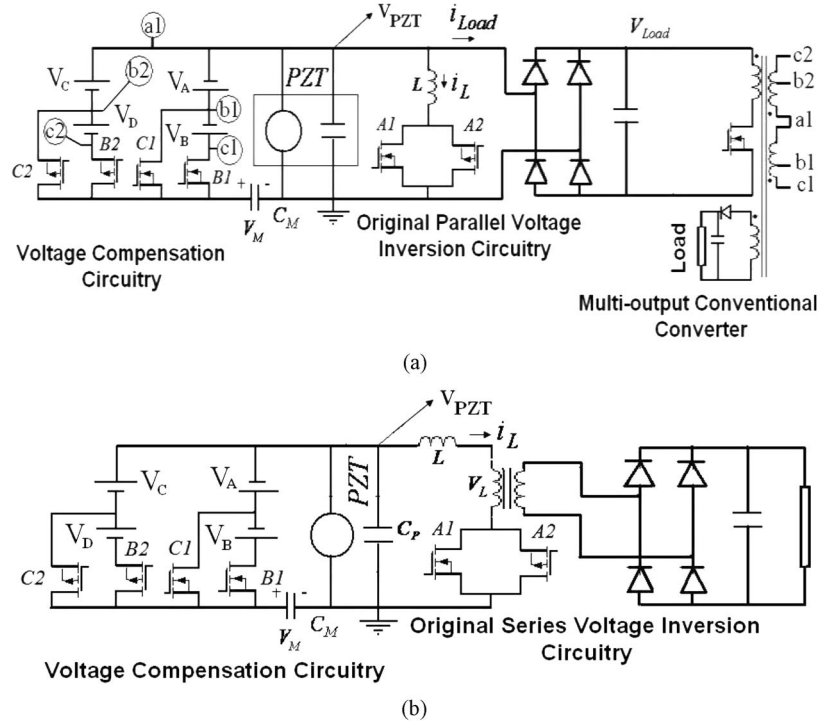 a1
V_PZT
i_Load
V_Load
V_C
b2
V_A
PZT
L
i_L
c2
b2
a1
b1
c1
V_D
b1
c2
B2
C1
V_B
c1
A1
A2
C2
B1
+
-
V_M
C_M
Voltage Compensation
Circuitry
Original Parallel Voltage
Inversion Circuitry
Load
Multi-output Conventional
Converter
(a)
V_PZT
i_L
L
PZT
V_C
V_A
V_L
V_D
B2
C1
V_B
C_P
A1
A2
C2
B1
+
-
V_M
C_M
Voltage Compensation Circuitry
Original Series Voltage Inversion
Circuitry
(b)